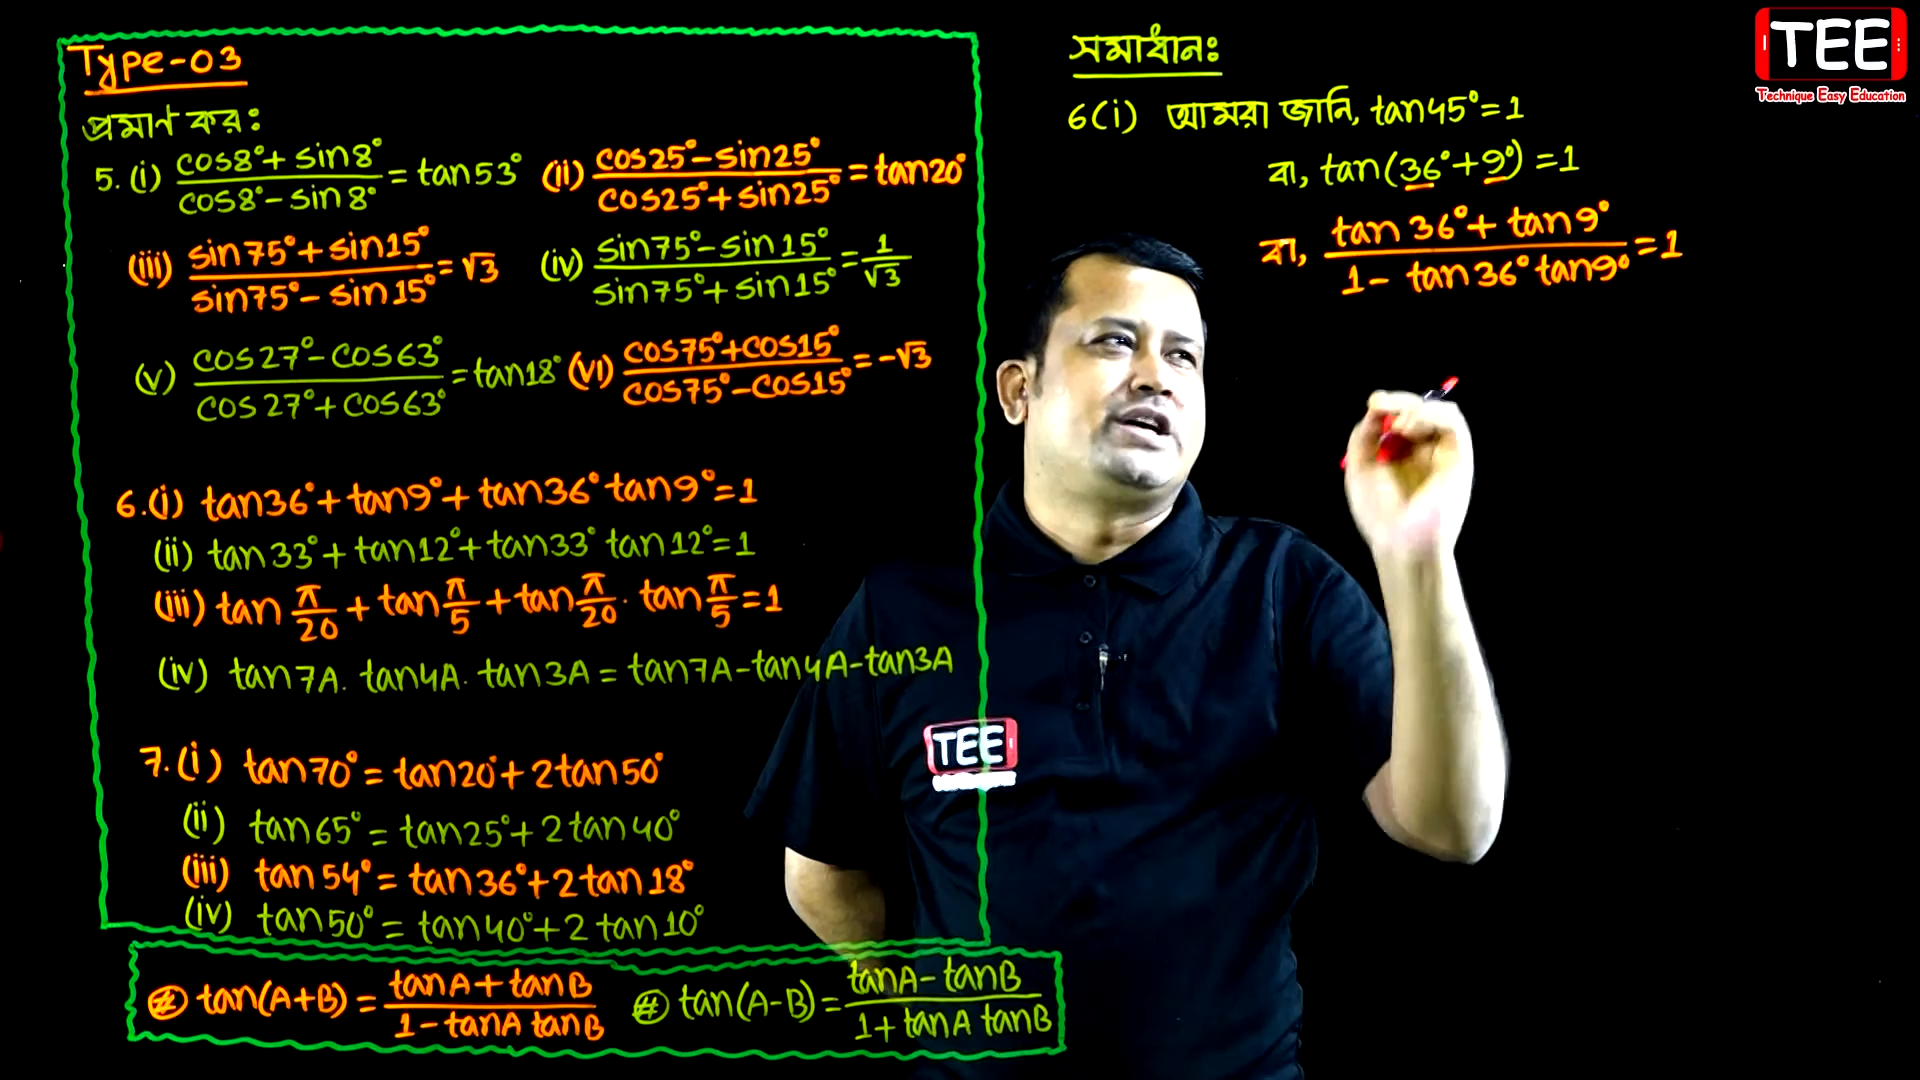 Type-03
প্রমাণ কর:
5. (i) (cos8°+ sin8°)/(cos8°- sin8°) = tan53° (ii) (cos25°-sin25°)/(cos25°+sin25°) = tan20°
(iii) (sin75°+sin15°)/(sin75°- sin15°) = √3 (iv) (sin75°-sin15°)/(sin75°+sin15°) = 1/√3
(v) (cos27°-cos63°)/(cos27°+cos63°) = tan18° (vi) (cos75°+cos15°)/(cos75°-cos15°) = -√3
6. (i) tan36°+tan9°+tan36° tan9°=1
(ii) tan33°+tan12°+tan33° tan12°=1
(iii) tan π/20 + tan π/5 + tan π/20 . tan π/5 = 1
(iv) tan7A. tan4A. tan3A = tan7A-tan4A-tan3A
7. (i) tan70° = tan20°+2tan50°
(ii) tan65° = tan25°+2tan40°
(iii) tan54° = tan36°+2tan18°
(iv) tan50° = tan40°+2 tan10°
# tan(A+B) = (tanA+tanB)/(1-tanA tanB) # tan(A-B) = (tanA-tanB)/(1+tanA tanB)
সমাধানঃ
6(i) আমরা জানি, tan45°=1
বা, tan(36°+9°) =1
বা, (tan36°+ tan9°)/(1- tan36° tan9°) =1
TEE
Technique Easy Education
TEE